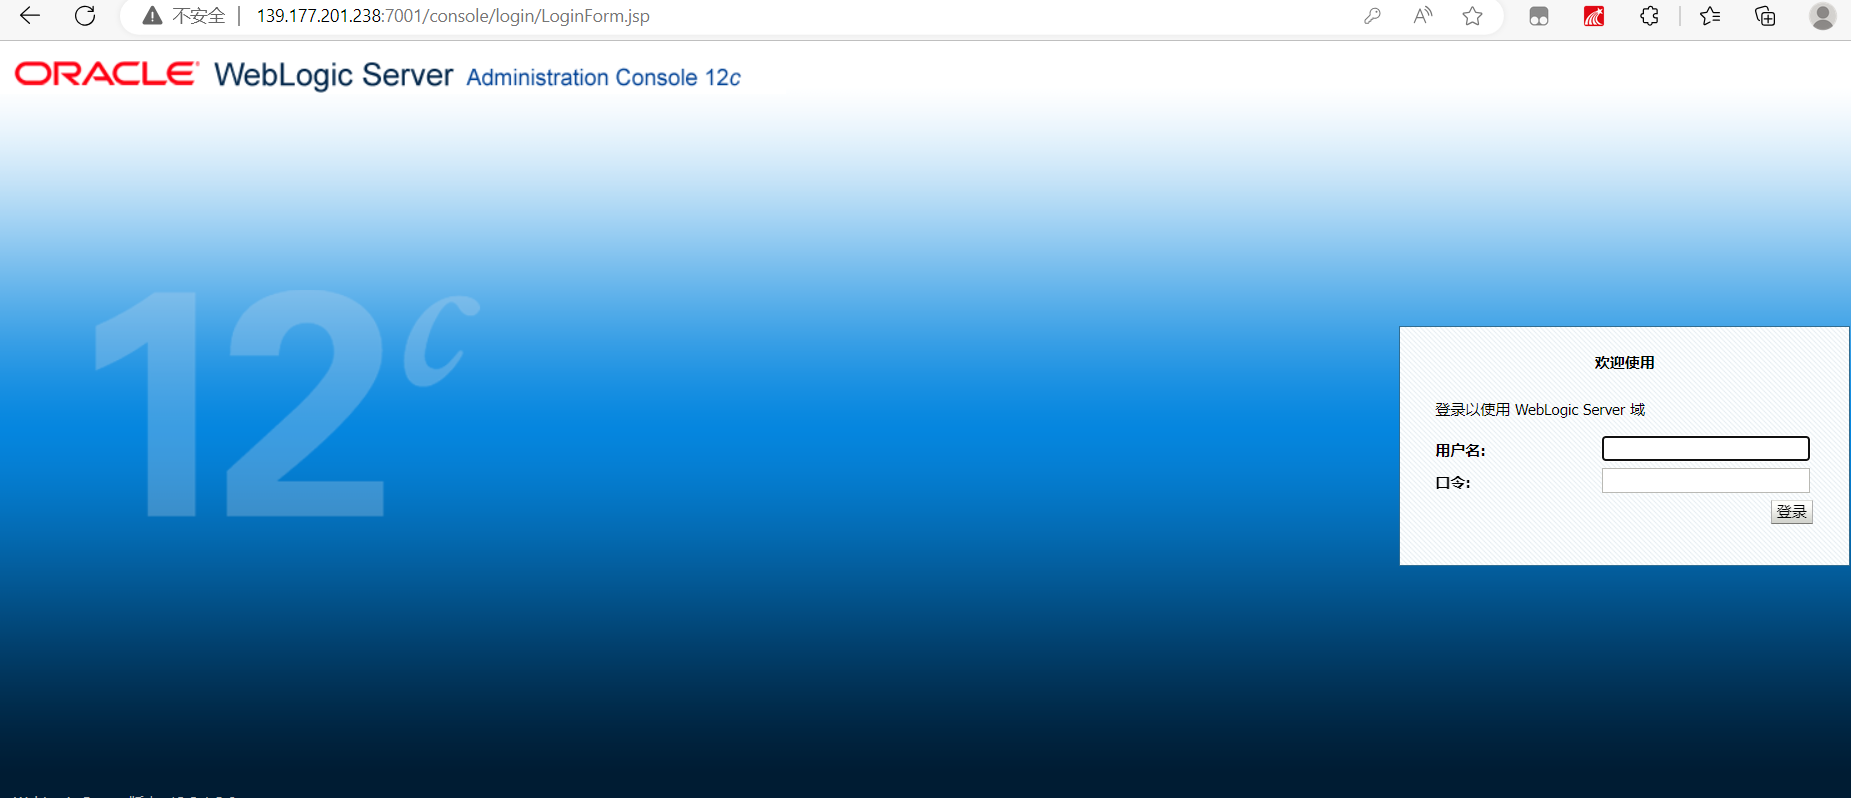 不安全 | 139.177.201.238:7001/console/login/LoginForm.jsp
ORACLE WebLogic Server Administration Console 12c
12c
欢迎使用
登录以使用 WebLogic Server 域
用户名:
口令:
登录